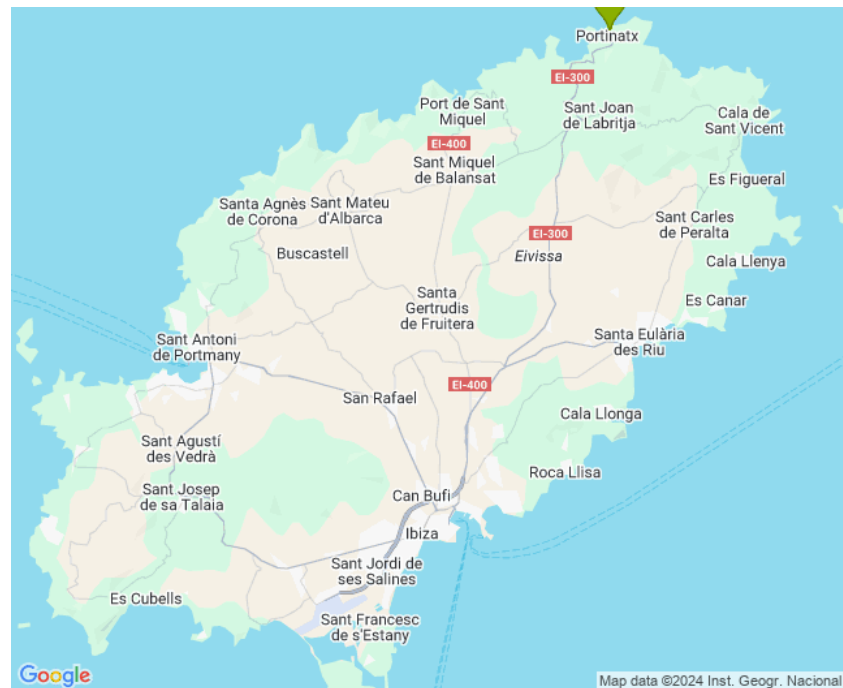 Portinatx
EI-300
Port de Sant
Miquel
Sant Joan
de Labritja
Cala de
Sant Vicent
EI-400
Sant Miquel
de Balansat
Es Figueral
Santa Agnès
de Corona
Sant Mateu
d'Albarca
Sant Carles
de Peralta
EI-300
Buscastell
Eivissa
Cala Llenya
Santa
Gertrudis
de Fruitera
Es Canar
Sant Antoni
de Portmany
Santa Eulària
des Riu
EI-400
San Rafael
Cala Llonga
Sant Agustí
des Vedrà
Roca Llisa
Sant Josep
de sa Talaia
Can Bufi
Ibiza
Sant Jordi de
ses Salines
Es Cubells
Sant Francesc
de s'Estany
Google
Map data ©2024 Inst. Geogr. Nacional